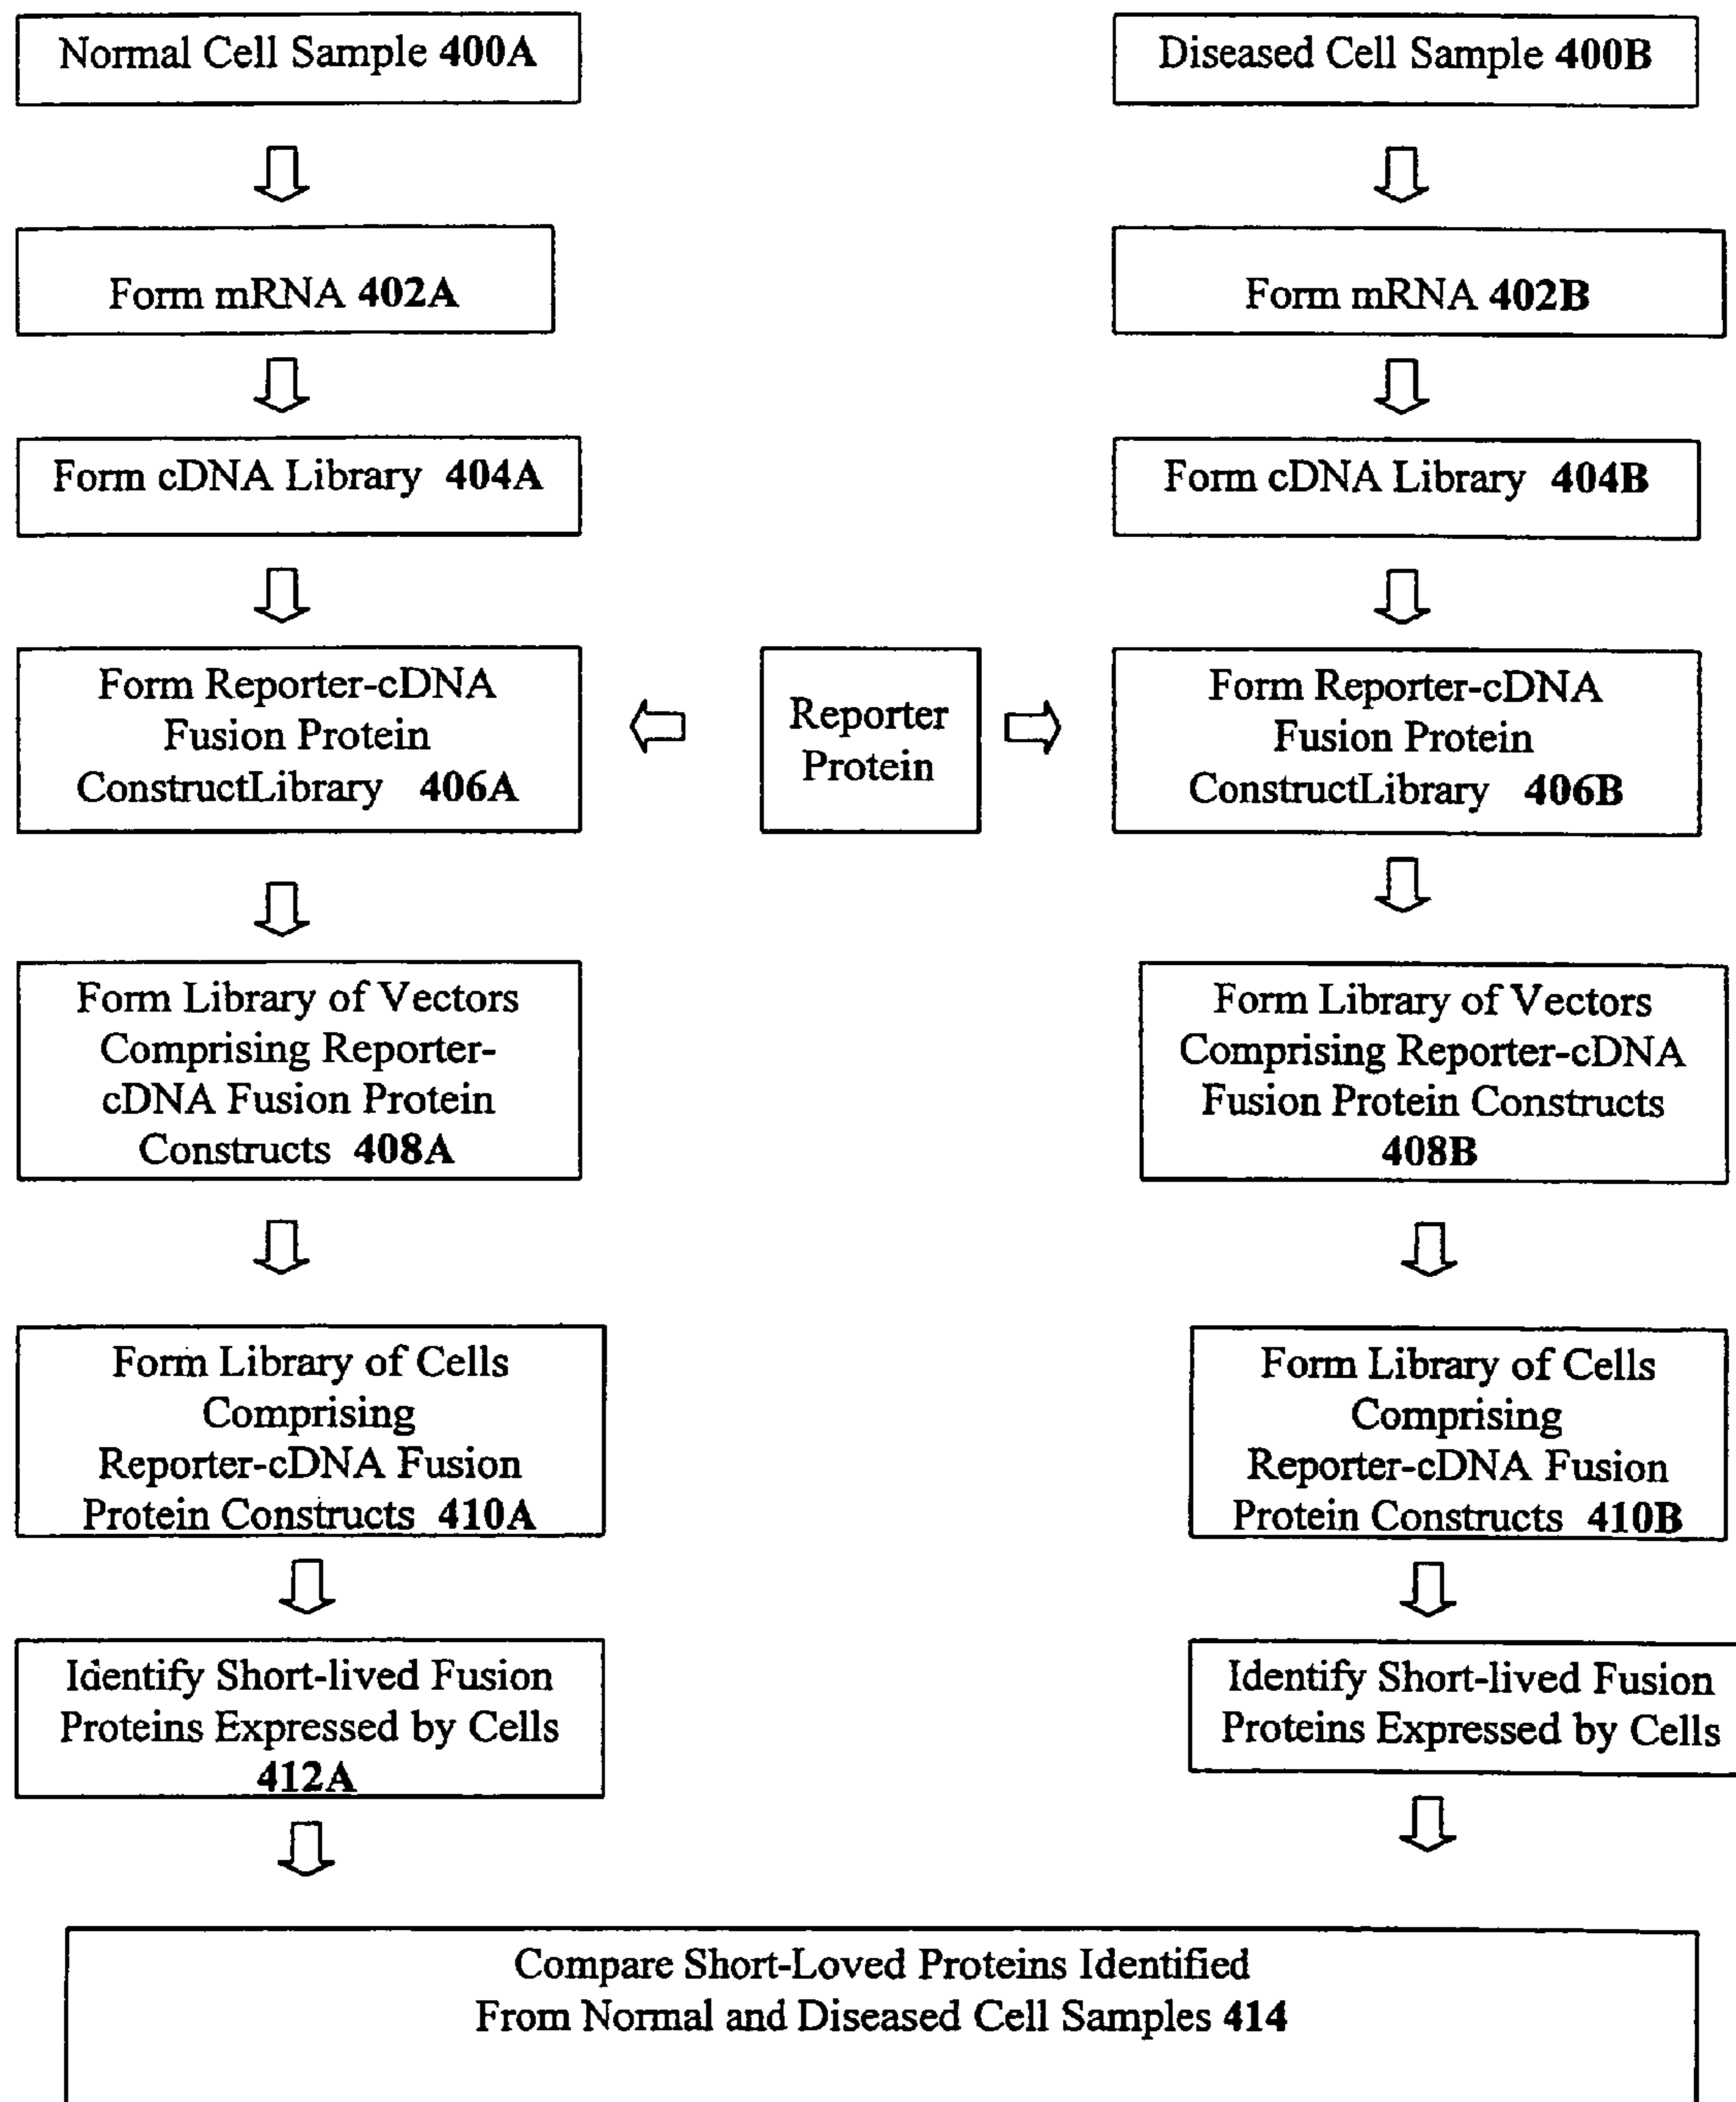 Normal Cell Sample 400A
Diseased Cell Sample 400B
Form mRNA 402A
Form mRNA 402B
Form cDNA Library 404A
Form cDNA Library 404B
Form Reporter-cDNA
Fusion Protein
ConstructLibrary 406A
Reporter
Protein
Form Reporter-cDNA
Fusion Protein
ConstructLibrary 406B
Form Library of Vectors
Comprising Reporter-
cDNA Fusion Protein
Constructs 408A
Form Library of Vectors
Comprising Reporter-cDNA
Fusion Protein Constructs
408B
Form Library of Cells
Comprising
Reporter-cDNA Fusion
Protein Constructs 410A
Form Library of Cells
Comprising
Reporter-cDNA Fusion
Protein Constructs 410B
Identify Short-lived Fusion
Proteins Expressed by Cells
412A
Identify Short-lived Fusion
Proteins Expressed by Cells
Compare Short-Loved Proteins Identified
From Normal and Diseased Cell Samples 414